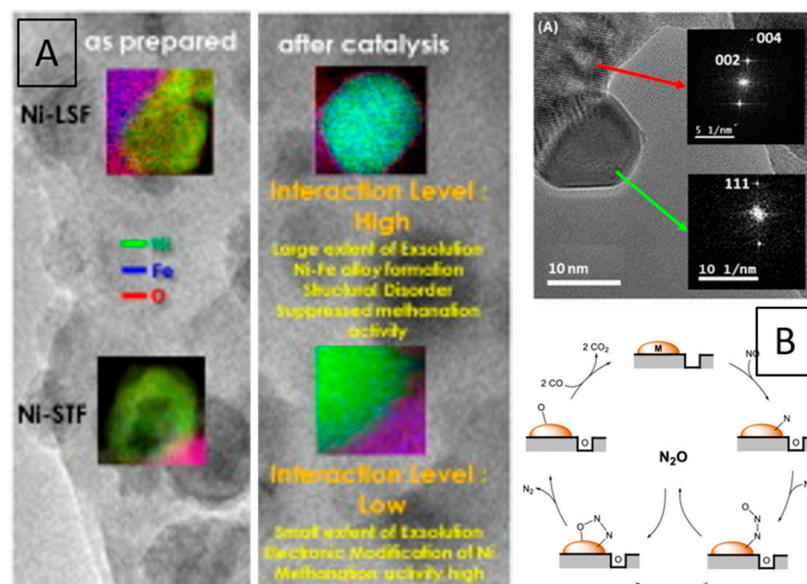 A
as prepared
after catalysis
Ni-LSF
Ni
Fe
O
Ni-STF
Interaction Level :
High
Large extent of Exsolution
Ni-Fe alloy formation
Structural Disorder
Suppressed methanation
activity
Interaction Level :
Low
Small extent of Exsolution
Electronic Modification of Ni
Methanation activity high
(A)
004
002
5 1/nm
111
10 nm
10 1/nm
B
2 CO₂
2 CO
M
NO
O
N
O
O
N₂O
N₂
O
N
N
O
O
N
N
O